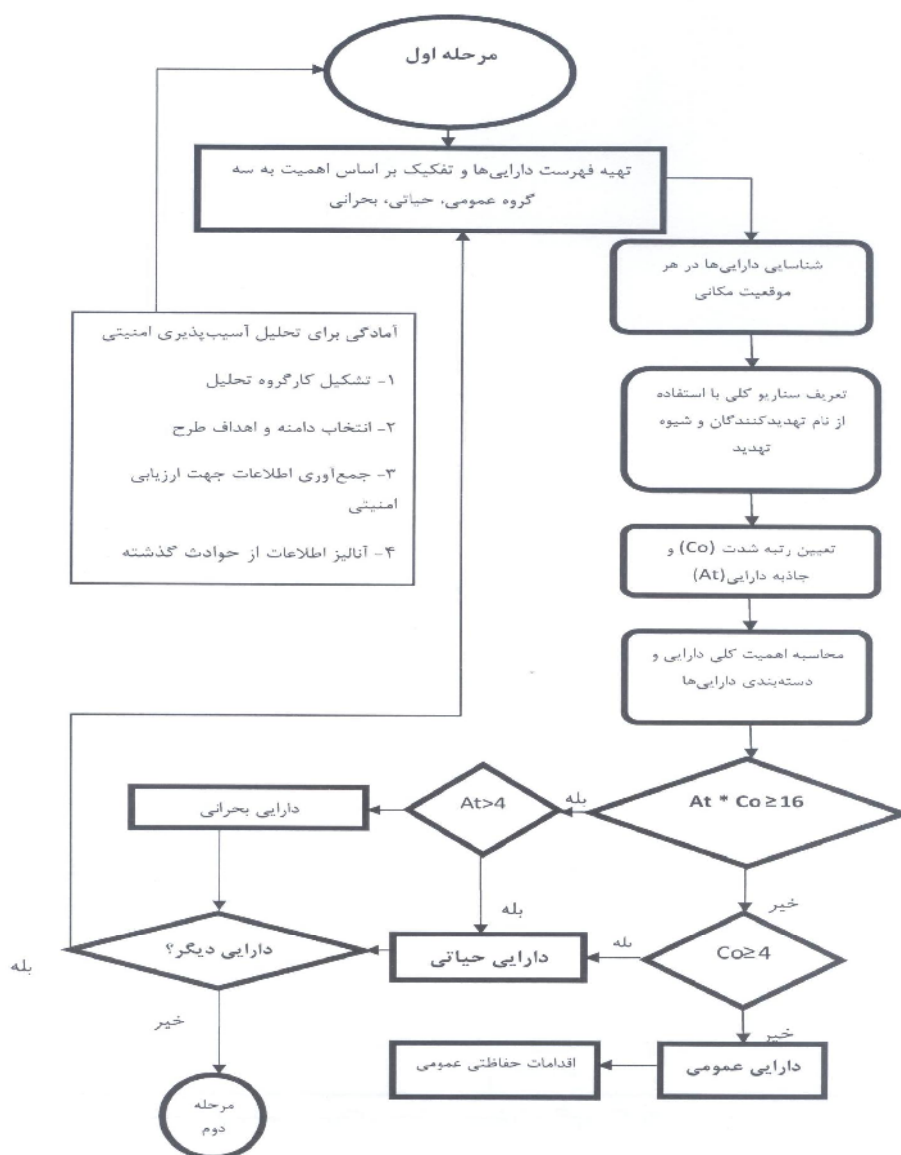 مرحله اول
تهیه فهرست دارایی‌ها و تفکیک بر اساس اهمیت به سه
گروه عمومی، حیاتی، بحرانی
شناسایی دارایی‌ها در هر
موقعیت مکانی
آمادگی برای تحلیل آسیب‌پذیری امنیتی
۱- تشکیل کارگروه تحلیل
۲- انتخاب دامنه و اهداف طرح
۳- جمع‌آوری اطلاعات جهت ارزیابی
امنیتی
۴- آنالیز اطلاعات از حوادث گذشته
تعریف سناریو کلی با استفاده
از نام تهدیدکنندگان و شیوه
تهدید
تعیین رتبه شدت (Co) و
جاذبه دارایی(At)
محاسبه اهمیت کلی دارایی و
دسته‌بندی دارایی‌ها
At * Co ≥16
بله
At>4
دارایی بحرانی
خیر
بله
Co≥4
بله
دارایی حیاتی
دارایی دیگر؟
بله
خیر
خیر
دارایی عمومی
اقدامات حفاظتی عمومی
مرحله
دوم